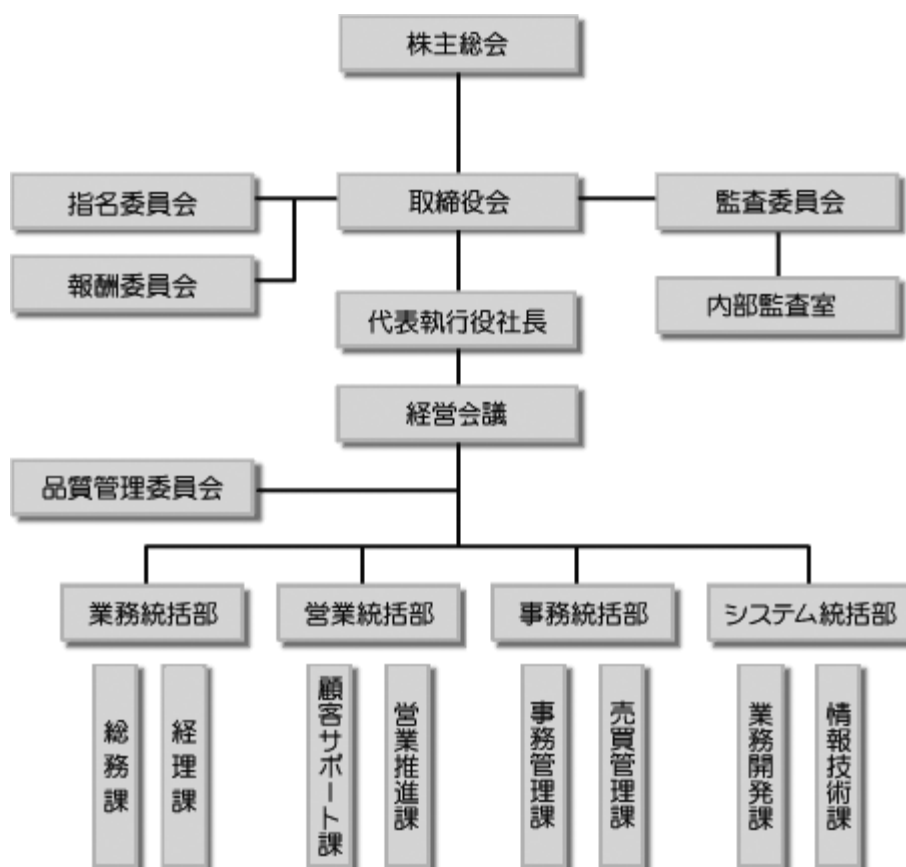 株主総会
指名委員会
取締役会
監査委員会
報酬委員会
内部監査室
代表執行役社長
経営会議
品質管理委員会
業務統括部
営業統括部
事務統括部
システム統括部
総務課
経理課
顧客サポート課
営業推進課
事務管理課
売買管理課
業務開発課
情報技術課